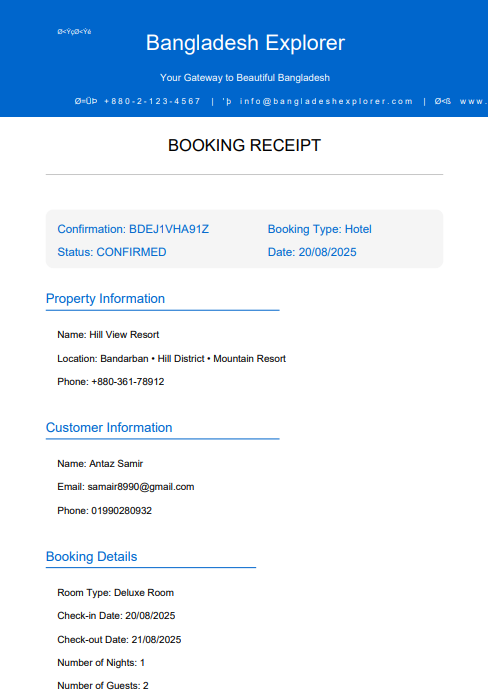 Ø<ŸçØ<Ÿé
Bangladesh Explorer
Your Gateway to Beautiful Bangladesh
Ø=ÜÞ +880-2-123-4567 | 'þ info@bangladeshexplorer.com | Ø<ß www.
BOOKING RECEIPT
Confirmation: BDEJ1VHA91Z Booking Type: Hotel
Status: CONFIRMED Date: 20/08/2025
Property Information
Name: Hill View Resort
Location: Bandarban • Hill District • Mountain Resort
Phone: +880-361-78912
Customer Information
Name: Antaz Samir
Email: samair8990@gmail.com
Phone: 01990280932
Booking Details
Room Type: Deluxe Room
Check-in Date: 20/08/2025
Check-out Date: 21/08/2025
Number of Nights: 1
Number of Guests: 2